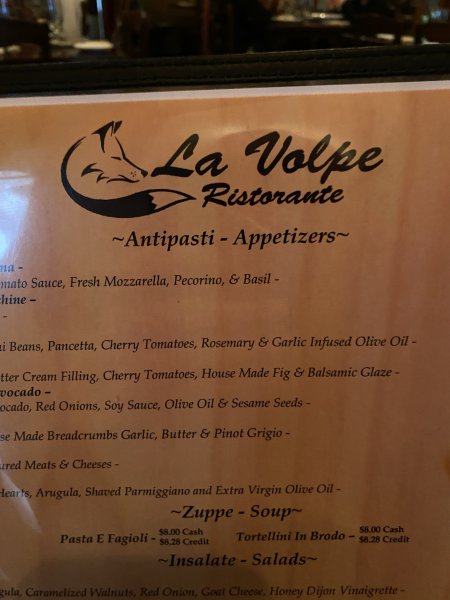 La Volpe
Ristorante
~Antipasti - Appetizers~
na -
mato Sauce, Fresh Mozzarella, Pecorino, & Basil -
chine –
-
ni Beans, Pancetta, Cherry Tomatoes, Rosemary & Garlic Infused Olive Oil -
tter Cream Filling, Cherry Tomatoes, House Made Fig & Balsamic Glaze -
vocado –
ocado, Red Onions, Soy Sauce, Olive Oil & Sesame Seeds -
se Made Breadcrumbs Garlic, Butter & Pinot Grigio -
ured Meats & Cheeses -
Hearts, Arugula, Shaved Parmiggiano and Extra Virgin Olive Oil -
~Zuppe - Soup~
Pasta E Fagioli - $8.00 Cash $8.28 Credit Tortellini In Brodo – $8.00 Cash $8.28 Credit
~Insalate - Salads~
gula, Caramelized Walnuts, Red Onion, Goat Cheese, Honey Dijon Vinaigrette -